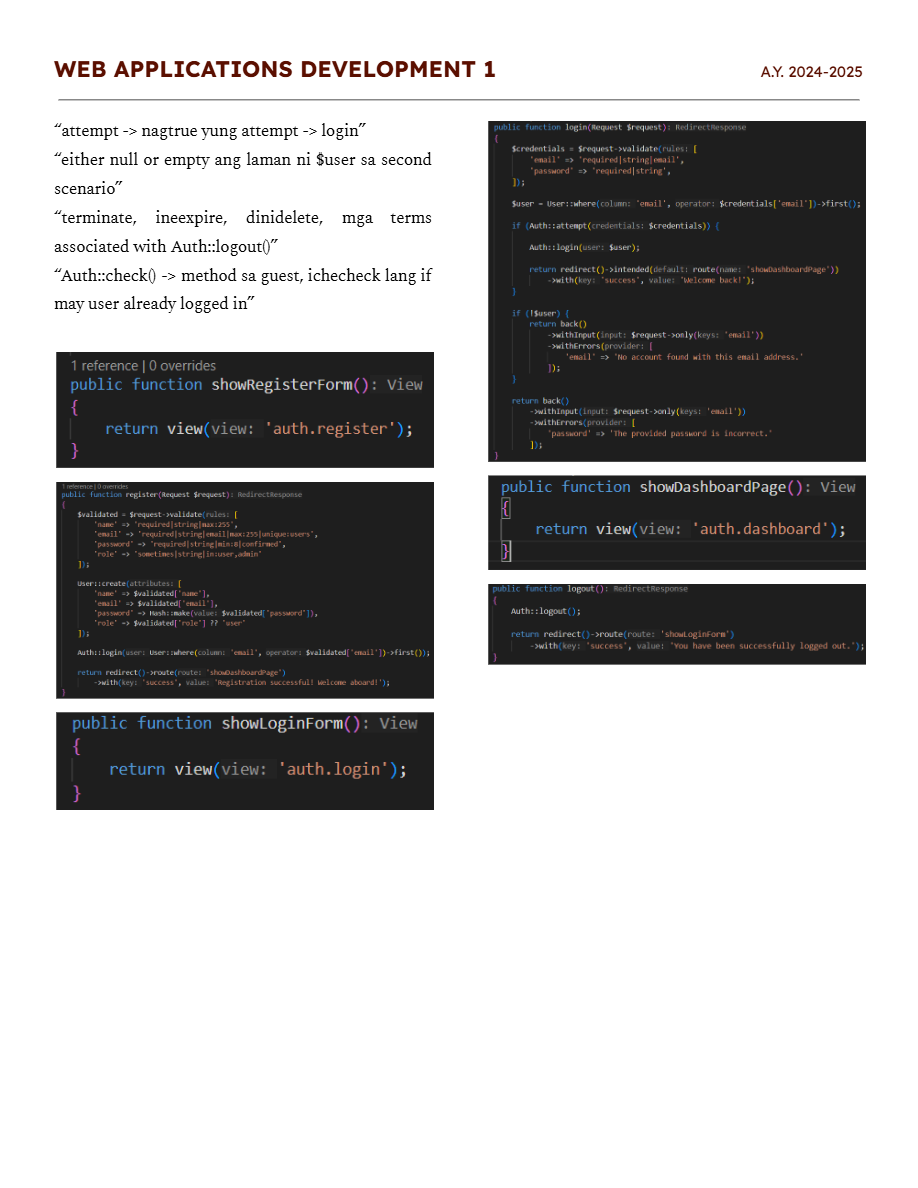 WEB APPLICATIONS DEVELOPMENT 1
A.Y. 2024-2025
“attempt -> nagtrue yung attempt -> login”
“either null or empty ang laman ni $user sa second
scenario”
“terminate, ineexpire, dinidelete, mga terms
associated with Auth::logout()”
“Auth::check() -> method sa guest, ichecheck lang if
may user already logged in”
1 reference | 0 overrides
public function showRegisterForm(): View
{
return view(view: 'auth.register');
}
1 reference | 0 overrides
public function register(Request $request): RedirectResponse
{
$validated = $request->validate(rules: [
'name' => 'required|string|max:255',
'email' => 'required|string|email|max:255|unique:users',
'password' => 'required|string|min:8|confirmed',
'role' => 'sometimes|string|in:user,admin'
]);
User::create(attributes: [
'name' => $validated['name'],
'email' => $validated['email'],
'password' => Hash::make(value: $validated['password']),
'role' => $validated['role'] ?? 'user'
]);
Auth::login(user: User::where(column: 'email', operator: $validated['email'])->first());
return redirect()->route(route: 'showDashboardPage')
->with(key: 'success', value: 'Registration successful! Welcome aboard!');
}
public function showLoginForm(): View
{
return view(view: 'auth.login');
}
public function login(Request $request): RedirectResponse
{
$credentials = $request->validate(rules: [
'email' => 'required|string|email',
'password' => 'required|string',
]);
$user = User::where(column: 'email', operator: $credentials['email'])->first();
if (Auth::attempt(credentials: $credentials)) {
Auth::login(user: $user);
return redirect()->intended(default: route(name: 'showDashboardPage'))
->with(key: 'success', value: 'Welcome back!');
}
if (!$user) {
return back()
->withInput(input: $request->only(keys: 'email'))
->withErrors(provider: [
'email' => 'No account found with this email address.'
]);
}
return back()
->withInput(input: $request->only(keys: 'email'))
->withErrors(provider: [
'password' => 'The provided password is incorrect.'
]);
}
public function showDashboardPage(): View
{
return view(view: 'auth.dashboard');
}
public function logout(): RedirectResponse
{
Auth::logout();
return redirect()->route(route: 'showLoginForm')
->with(key: 'success', value: 'You have been successfully logged out.');
}